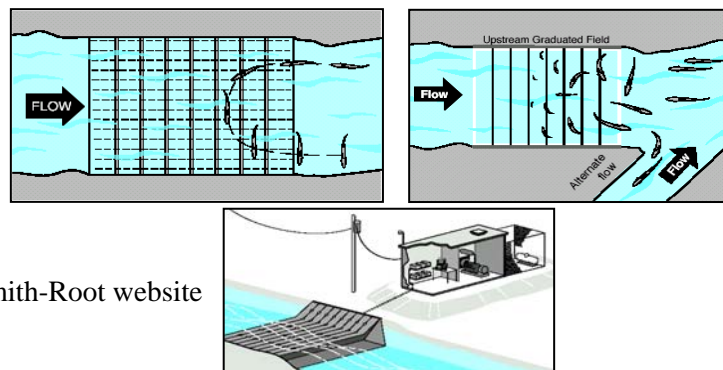 FLOW
Upstream Graduated Field
Flow
Alternate
flow
Flow
mith-Root website